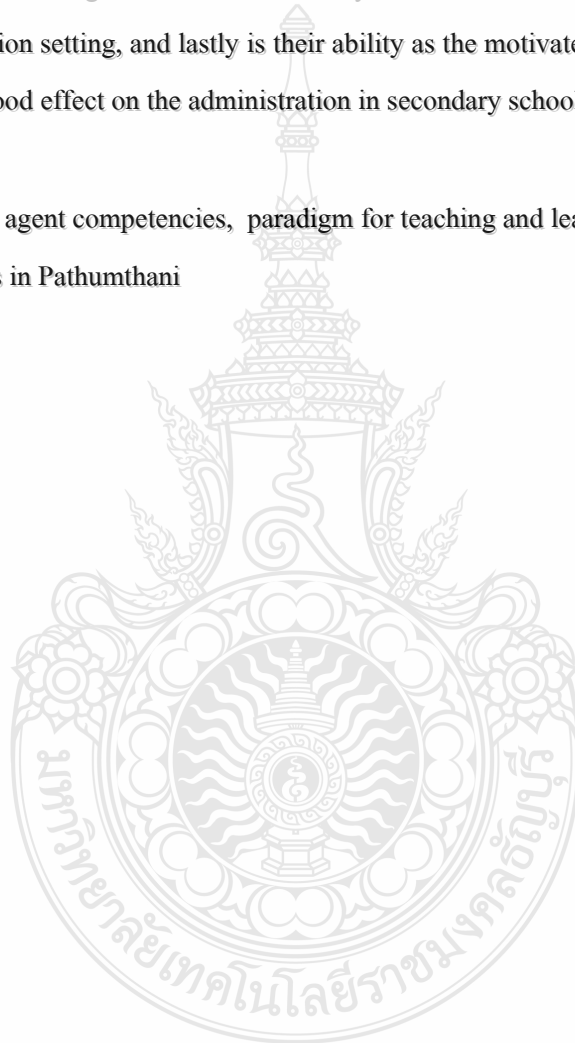 ion setting, and lastly is their ability as the motivate
ood effect on the administration in secondary school
agent competencies, paradigm for teaching and lea
s in Pathumthani
มหาวิทยาลัยเทคโนโลยีราชมงคลธัญบุรี